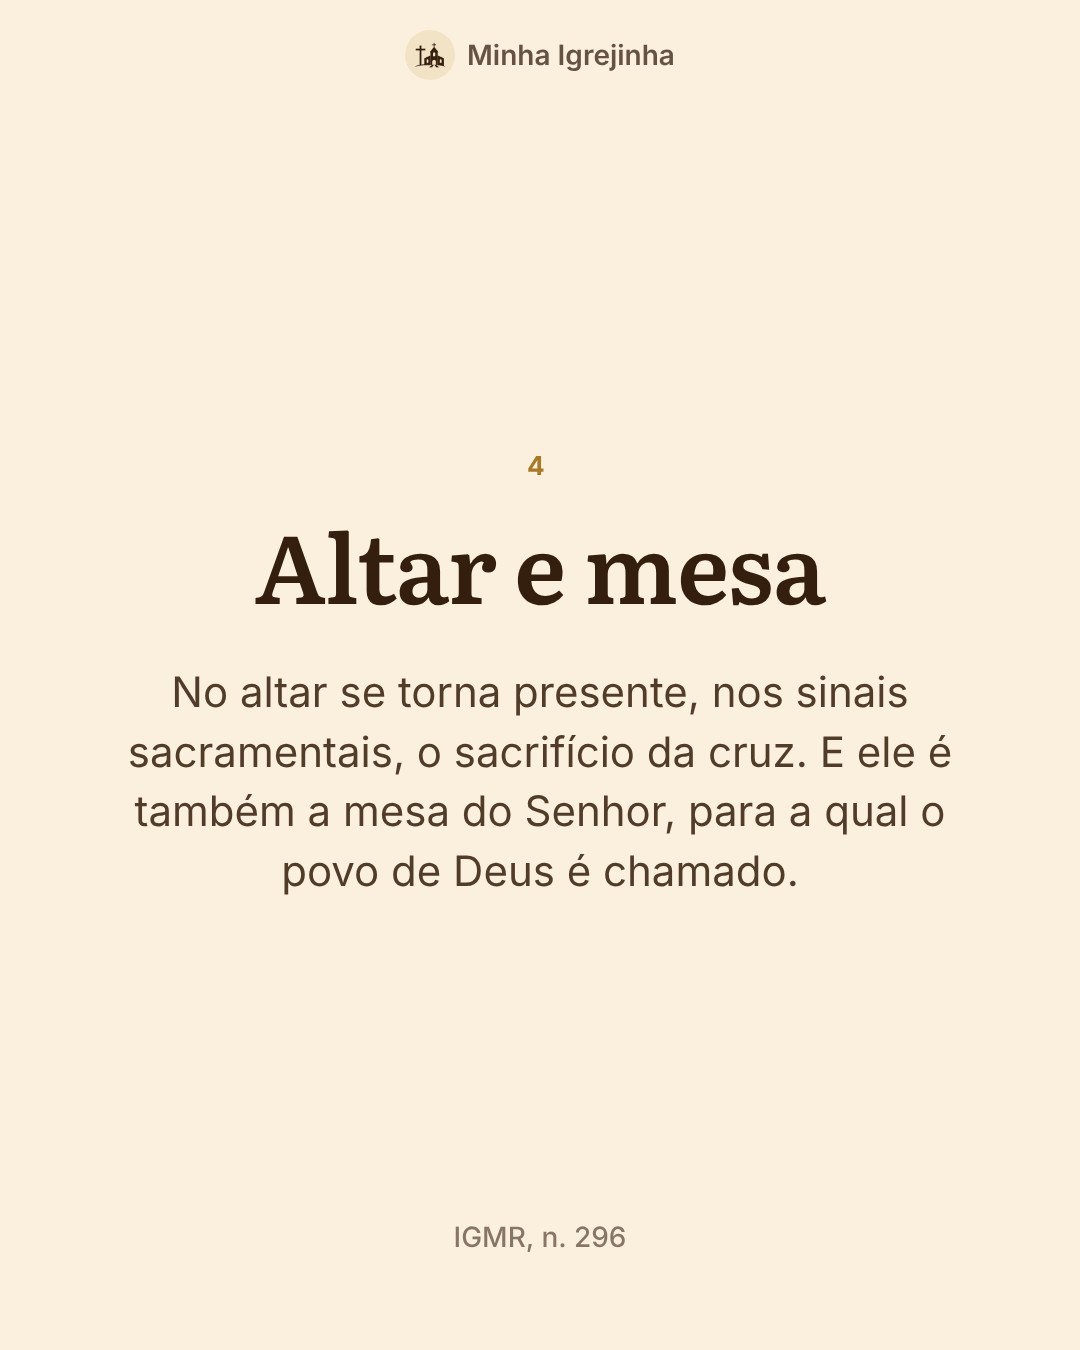 Minha Igrejinha
4
Altar e mesa
No altar se torna presente, nos sinais
sacramentais, o sacrifício da cruz. E ele é
também a mesa do Senhor, para a qual o
povo de Deus é chamado.
IGMR, n. 296